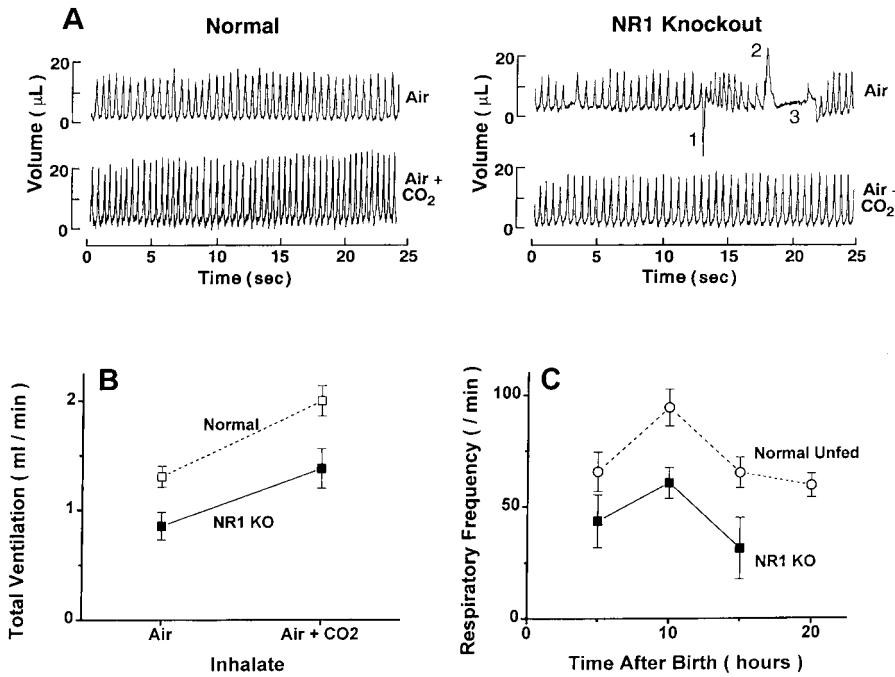 A
Normal
NR1 Knockout
Volume (μL)
20
10
0
Air
20
0
Air +
CO2
0 5 10 15 20 25
Time (sec)
Volume (μL)
20
10
0
1
2
3
Air
20
0
Air +
CO2
0 5 10 15 20 25
Time (sec)
B
Total Ventilation ( ml / min )
2
1
0
Normal
NR1 KO
Air
Air + CO2
Inhalate
C
Respiratory Frequency ( / min )
100
50
0
Normal Unfed
NR1 KO
0 10 20
Time After Birth ( hours )